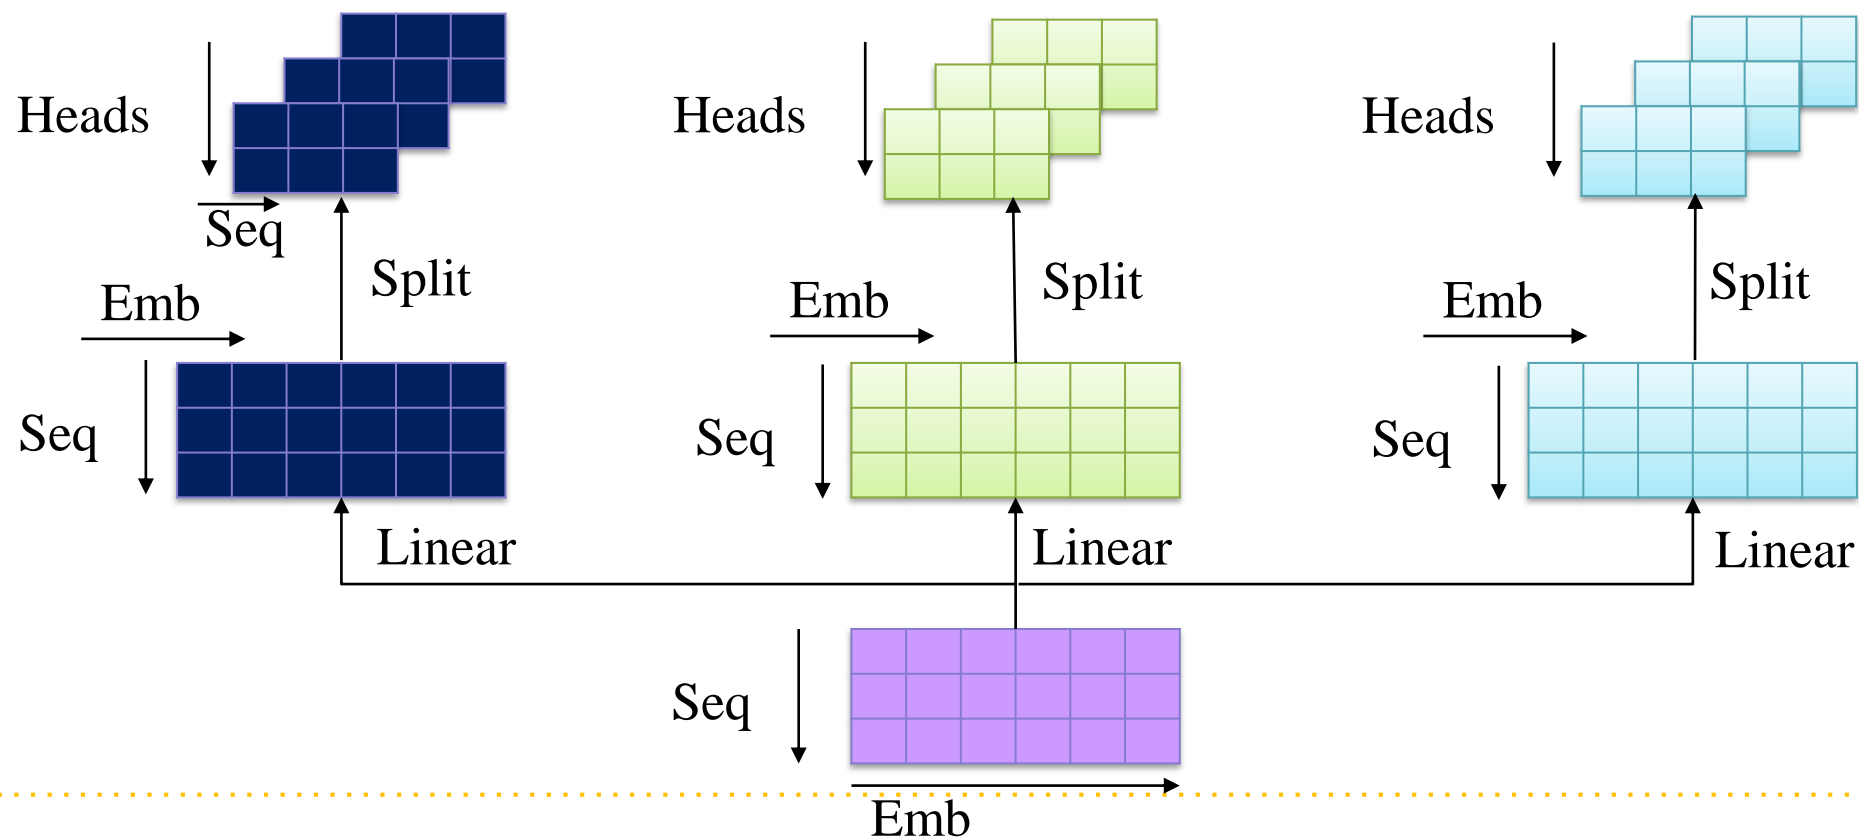 Heads
Heads
Heads
Seq
Split
Split
Split
Emb
Emb
Emb
Seq
Seq
Seq
Linear
Linear
Linear
Seq
Emb